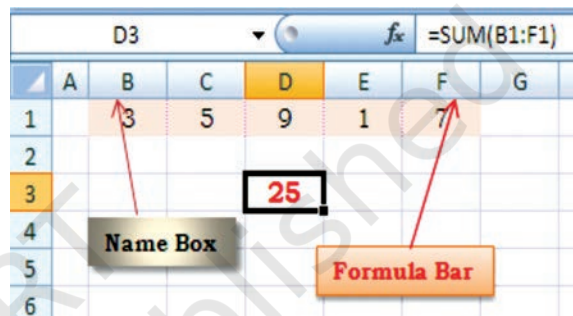 D3 fx =SUM(B1:F1)
A B C D E F G
1 3 5 9 1 7
2
3 25
4
Name Box
5 Formula Bar
6